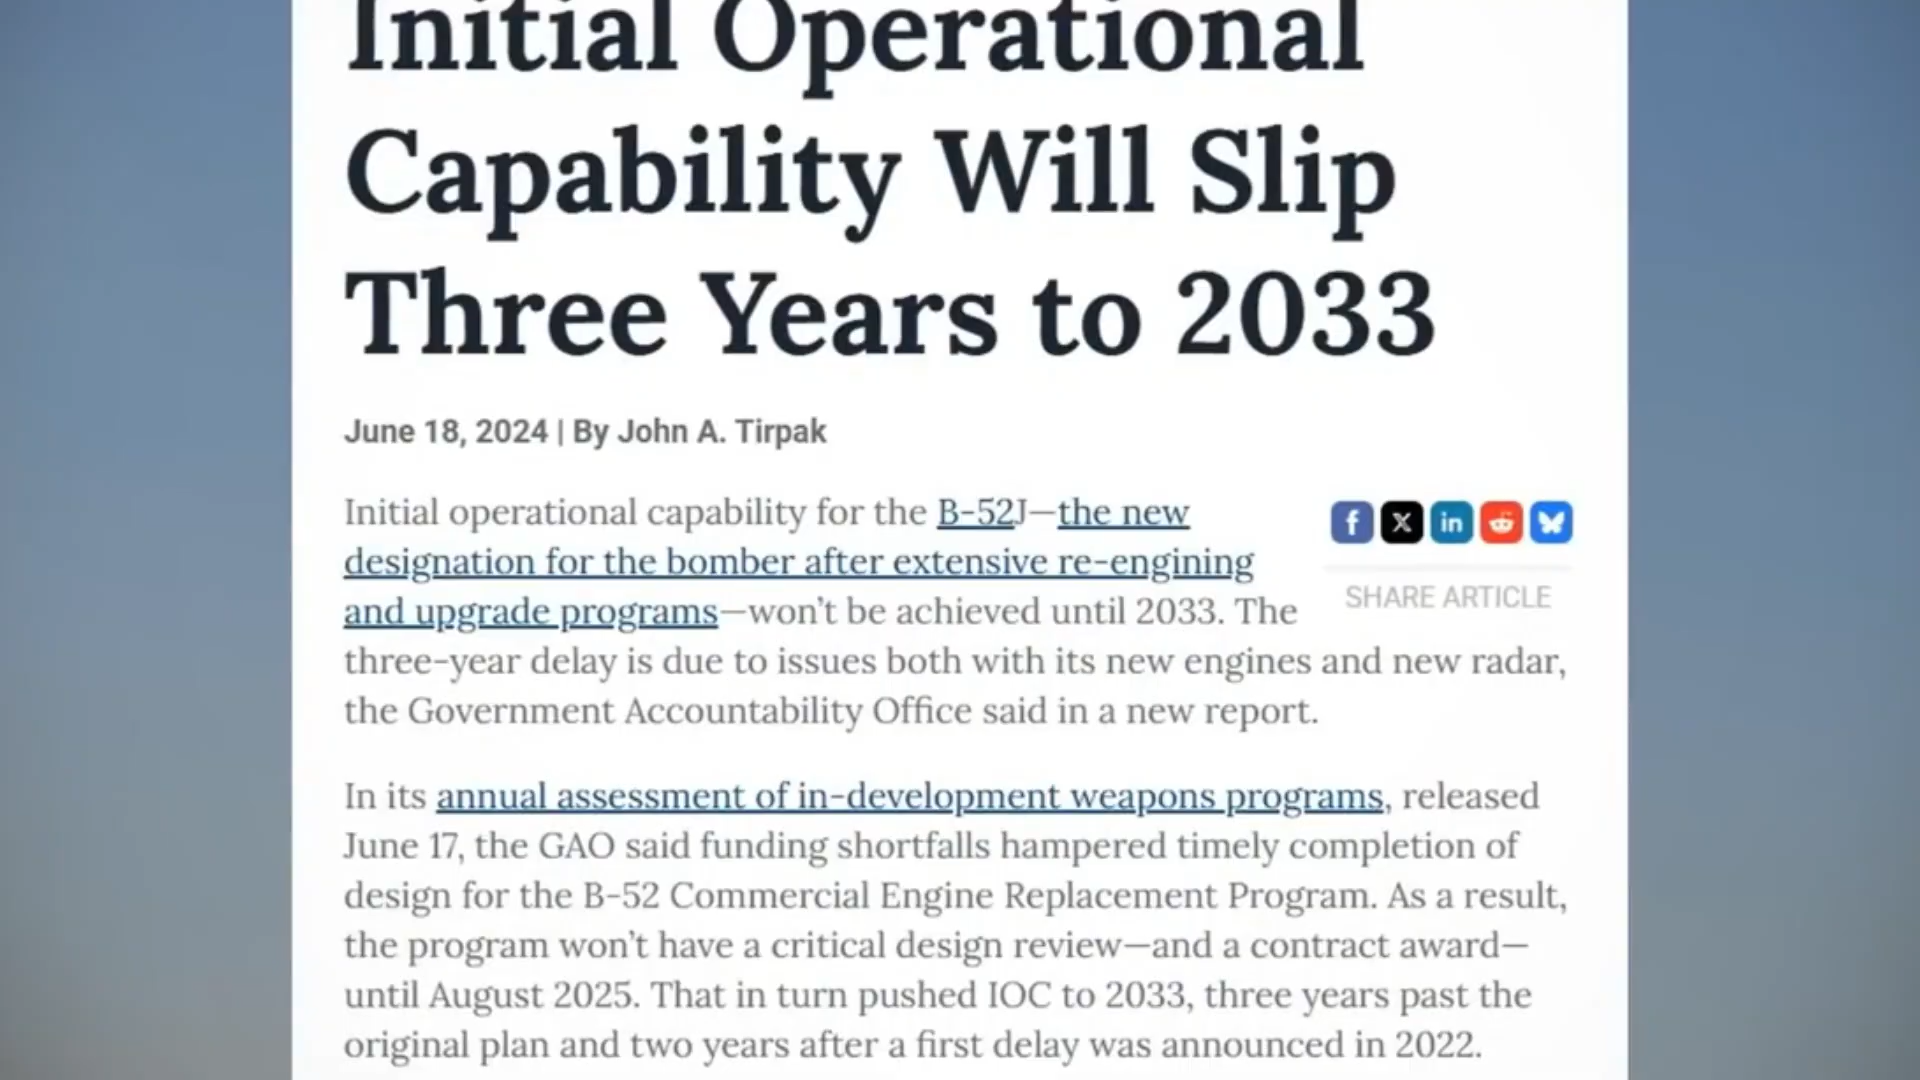 Initial Operational
Capability Will Slip
Three Years to 2033
June 18, 2024 | By John A. Tirpak
Initial operational capability for the B-52J—the new
designation for the bomber after extensive re-engining
and upgrade programs—won't be achieved until 2033. The
three-year delay is due to issues both with its new engines and new radar,
the Government Accountability Office said in a new report.
SHARE ARTICLE
In its annual assessment of in-development weapons programs, released
June 17, the GAO said funding shortfalls hampered timely completion of
design for the B-52 Commercial Engine Replacement Program. As a result,
the program won't have a critical design review—and a contract award—
until August 2025. That in turn pushed IOC to 2033, three years past the
original plan and two years after a first delay was announced in 2022.